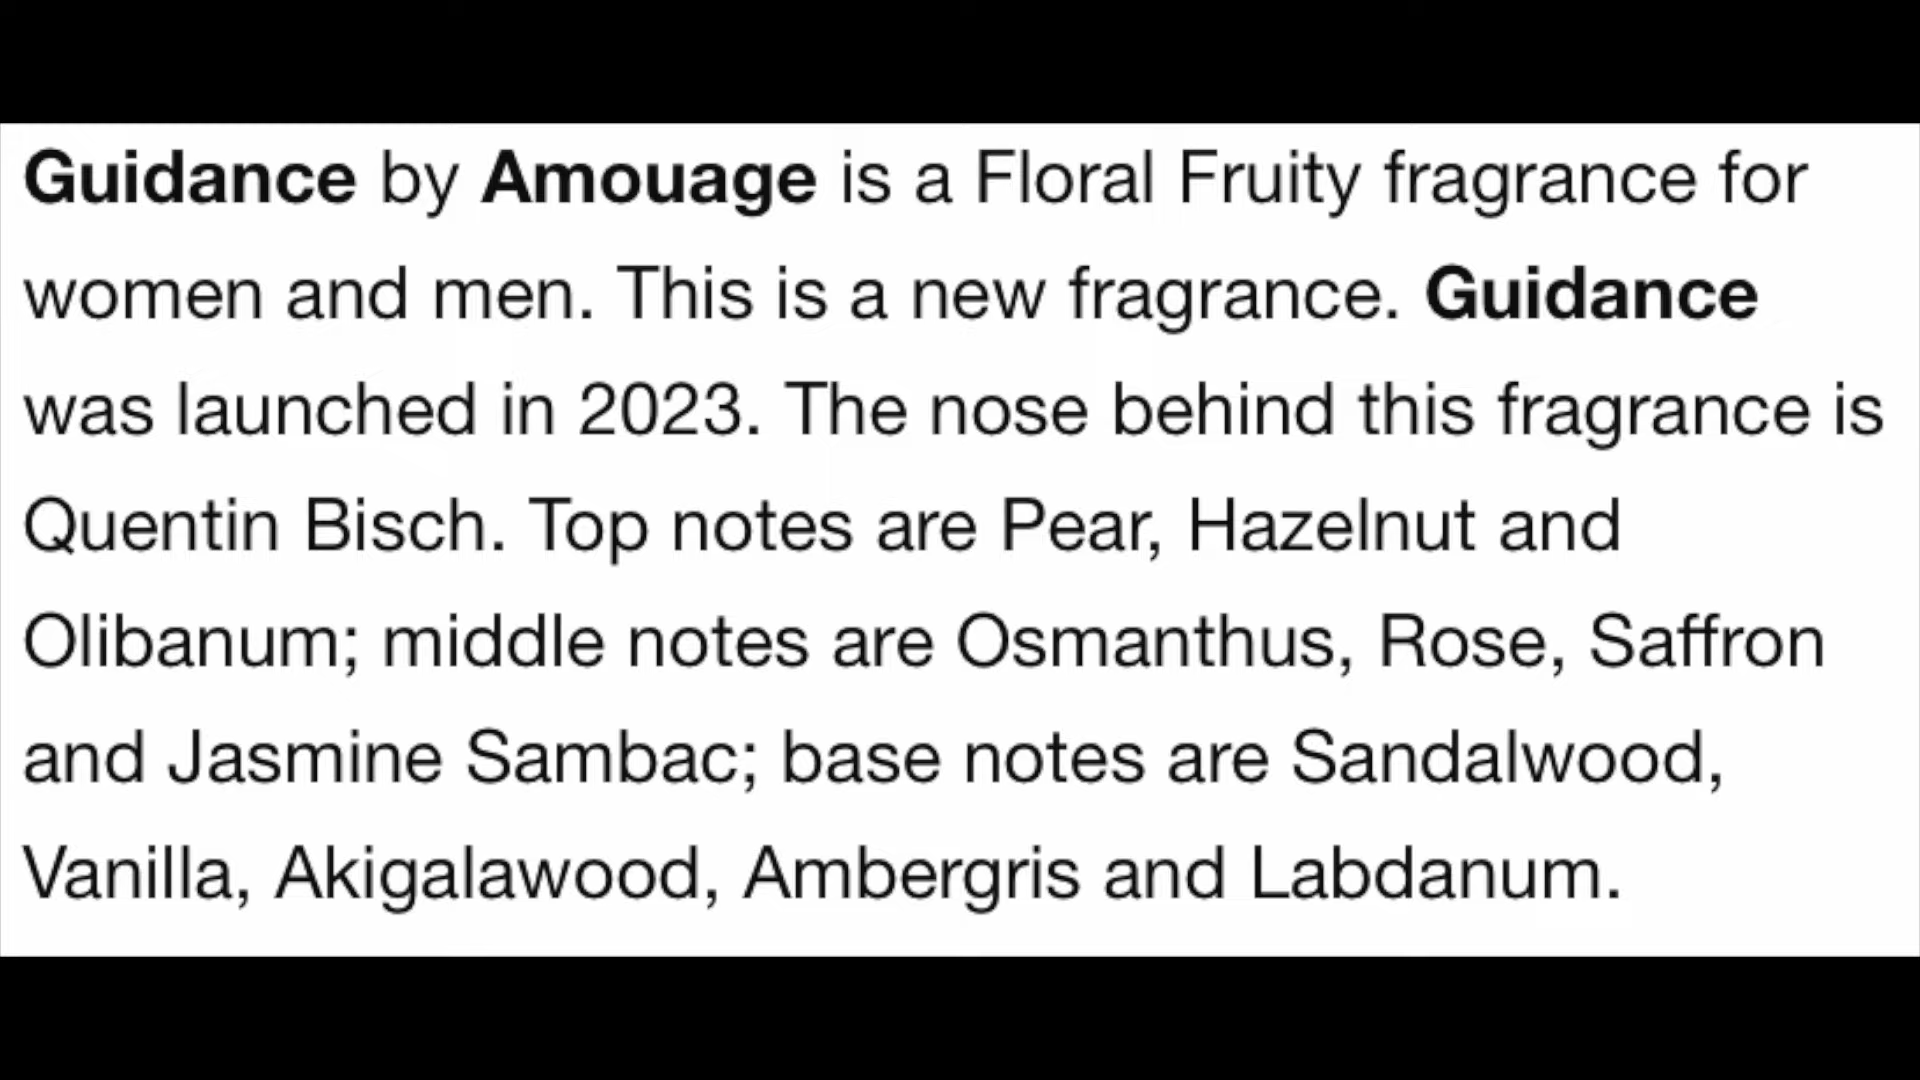 Guidance by Amouage is a Floral Fruity fragrance for
women and men. This is a new fragrance. Guidance
was launched in 2023. The nose behind this fragrance is
Quentin Bisch. Top notes are Pear, Hazelnut and
Olibanum; middle notes are Osmanthus, Rose, Saffron
and Jasmine Sambac; base notes are Sandalwood,
Vanilla, Akigalawood, Ambergris and Labdanum.